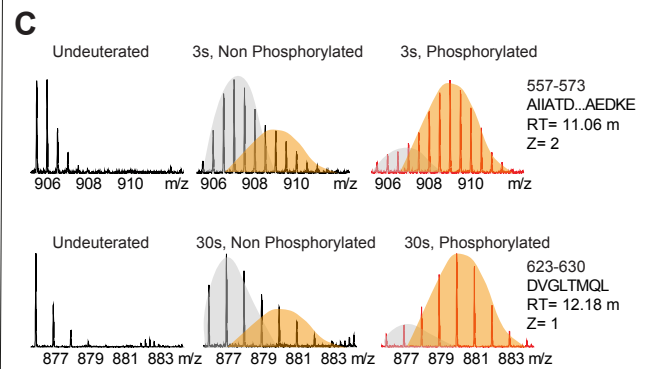 C
Undeuterated 3s, Non Phosphorylated 3s, Phosphorylated
557-573
AIIATD...AEDKE
RT= 11.06 m
Z= 2
906 908 910 m/z 906 908 910 m/z 906 908 910 m/z
Undeuterated 30s, Non Phosphorylated 30s, Phosphorylated
623-630
DVGLTMQL
RT= 12.18 m
Z= 1
877 879 881 883 m/z 877 879 881 883 m/z 877 879 881 883 m/z